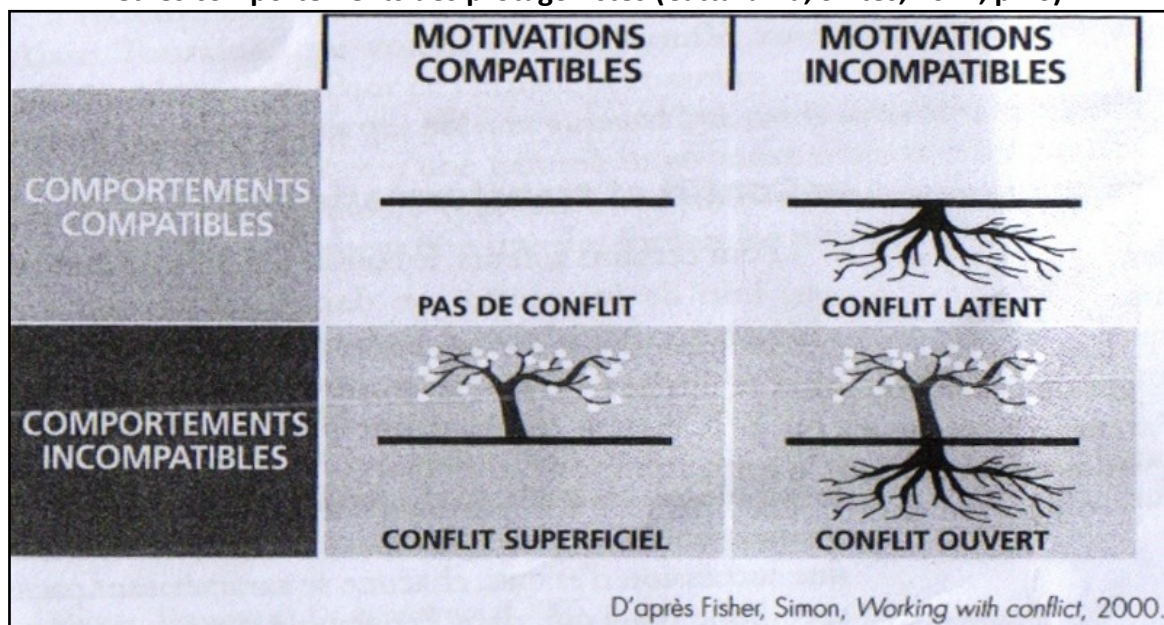 MOTIVATIONS
COMPATIBLES
MOTIVATIONS
INCOMPATIBLES
COMPORTEMENTS
COMPATIBLES
PAS DE CONFLIT
CONFLIT LATENT
COMPORTEMENTS
INCOMPATIBLES
CONFLIT SUPERFICIEL
CONFLIT OUVERT
D'après Fisher, Simon, Working with conflict, 2000.